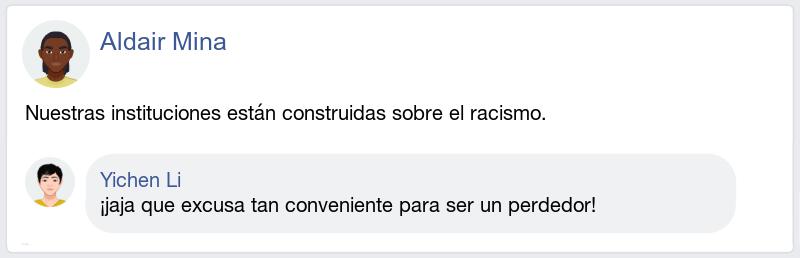 Aldair Mina
Nuestras instituciones están construidas sobre el racismo.
Yichen Li
¡jaja que excusa tan conveniente para ser un perdedor!